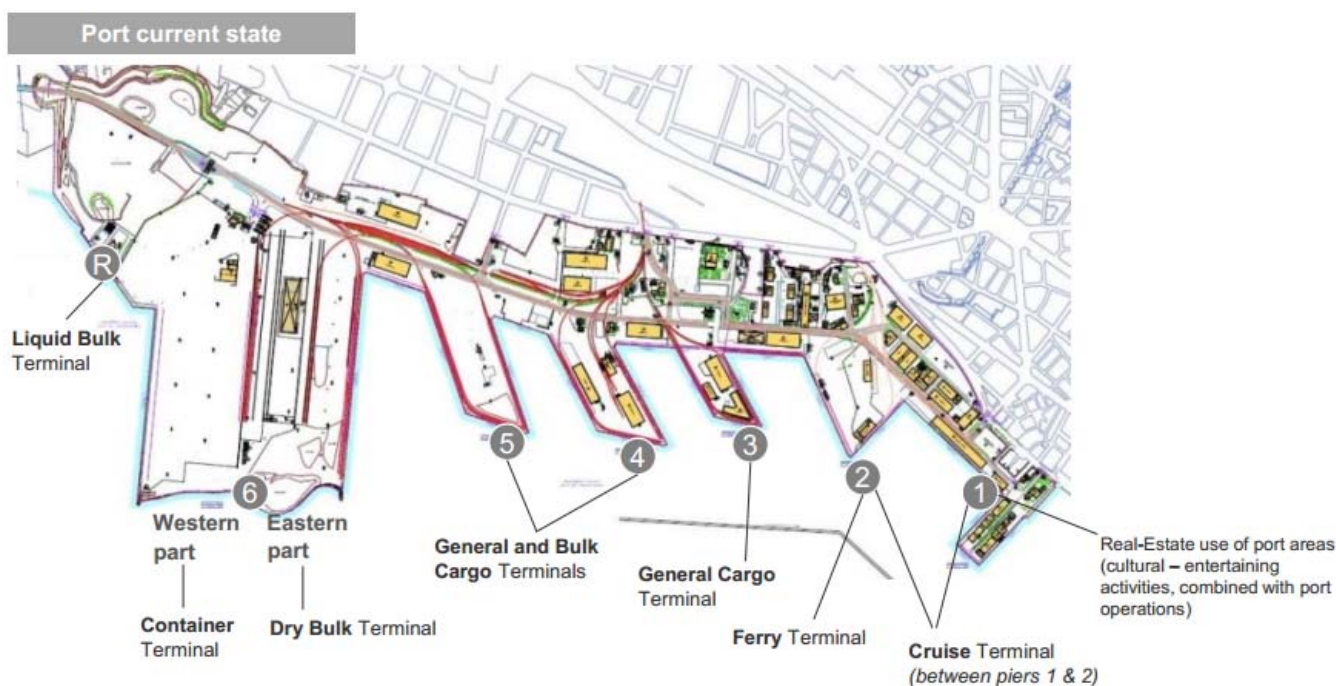 Port current state
R
Liquid Bulk
Terminal
6
Western
part
Eastern
part
Container
Terminal
Dry Bulk Terminal
5
4
General and Bulk
Cargo Terminals
3
General Cargo
Terminal
2
Ferry Terminal
1
Cruise Terminal
(between piers 1 & 2)
Real-Estate use of port areas
(cultural – entertaining
activities, combined with port
operations)